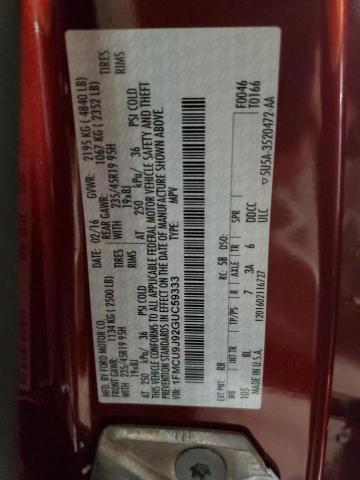 MFD. BY FORD MOTOR CO.
DATE: 02/16 GVWR: 2195 KG ( 4840 LB)
FRONT GAWR: 1134 KG ( 2500 LB) REAR GAWR: 1067 KG ( 2352 LB)
235/45R19 95H TIRES 235/45R19 95H TIRES
19x8J RIMS 19x8J RIMS
AT 250 kPa/ 36 PSI COLD AT 250 kPa/ 36 PSI COLD
THIS VEHICLE CONFORMS TO ALL APPLICABLE FEDERAL MOTOR VEHICLE SAFETY AND THEFT
PREVENTION STANDARDS IN EFFECT ON THE DATE OF MANUFACTURE SHOWN ABOVE.
VIN: 1FMCU9J92GUC59333 TYPE: MPV
F0046
T0166
1201602116727
EXT PNT: RR RC: 58 DSO:
WB INT TR TP/PS R AXLE TR SPR
105 BL 7 3A 6 DDCC
MADE IN U.S.A. ULC
5U5A-3520472-AA